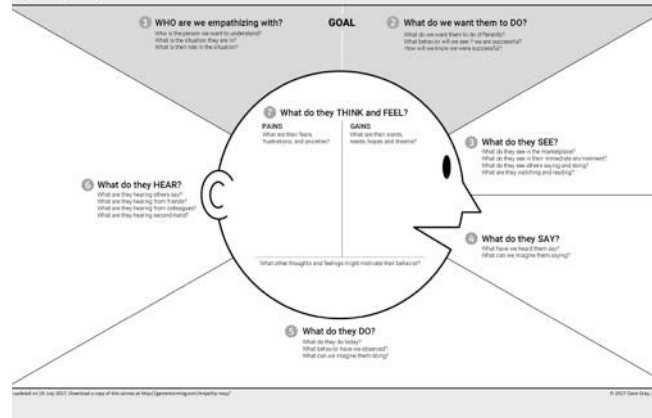 1 WHO are we empathizing with?
Who is the person we want to understand?
What is the situation they are in?
What is their role in the situation?
GOAL
2 What do we want them to DO?
What do we want them to do differently?
What behavior will we see if we are successful?
How will we know we were successful?
7 What do they THINK and FEEL?
PAINS
What are their fears,
frustrations, and anxieties?
GAINS
What are their wants,
needs, hopes and dreams?
3 What do they SEE?
What do they see in the marketplace?
What do they see in their immediate environment?
What do they see others saying and doing?
What are they watching and reading?
6 What do they HEAR?
What are they hearing others say?
What are they hearing from friends?
What are they hearing from colleagues?
What are they hearing second-hand?
4 What do they SAY?
What have we heard them say?
What can we imagine them saying?
What other thoughts and feelings might motivate their behavior?
5 What do they DO?
What do they do today?
What behavior have we observed?
What can we imagine them doing?
updated on 16 July 2017. Download a copy of this canvas at http://gamestorming.com/empathy-map/
© 2017 Dave Gray,